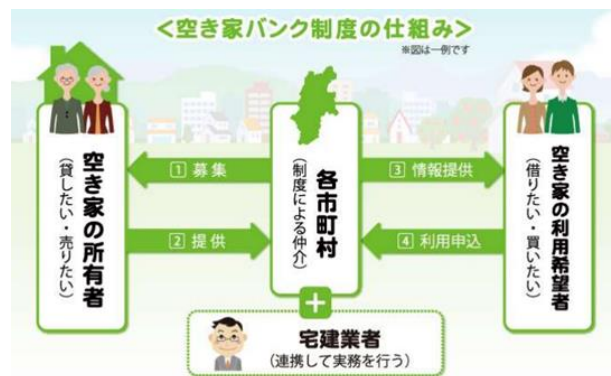 <空き家バンク制度の仕組み>
※図は一例です
空き家の所有者
(貸したい・売りたい)
1 募集
2 提供
各市町村
(制度による仲介)
3 情報提供
4 利用申込
空き家の利用希望者
(借りたい・買いたい)
+
宅建業者
(連携して実務を行う)